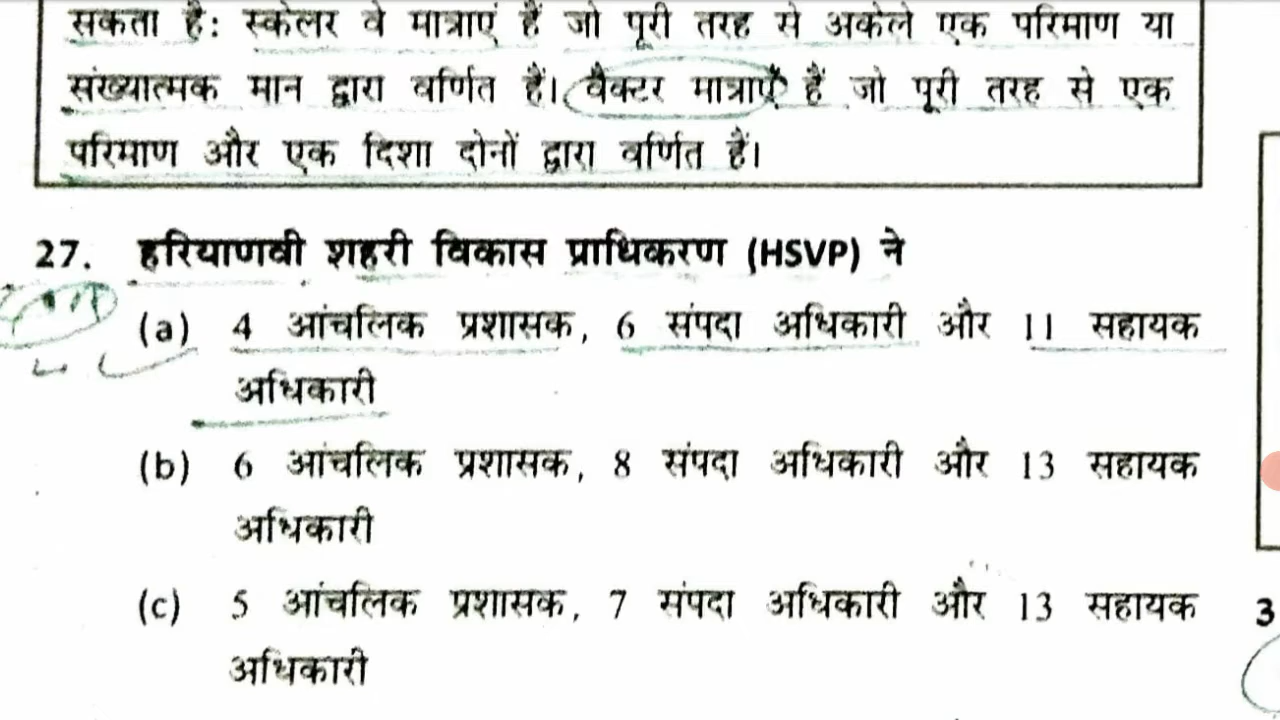 सकता है: स्केलर वे मात्राएं हैं जो पूरी तरह से अकेले एक परिमाण या
संख्यात्मक मान द्वारा वर्णित हैं। वैक्टर मात्राएँ हैं जो पूरी तरह से एक
परिमाण और एक दिशा दोनों द्वारा वर्णित हैं।
27. हरियाणवी शहरी विकास प्राधिकरण (HSVP) ने
(a) 4 आंचलिक प्रशासक, 6 संपदा अधिकारी और 11 सहायक
अधिकारी
(b) 6 आंचलिक प्रशासक, 8 संपदा अधिकारी और 13 सहायक
अधिकारी
(c) 5 आंचलिक प्रशासक, 7 संपदा अधिकारी और 13 सहायक
अधिकारी
3